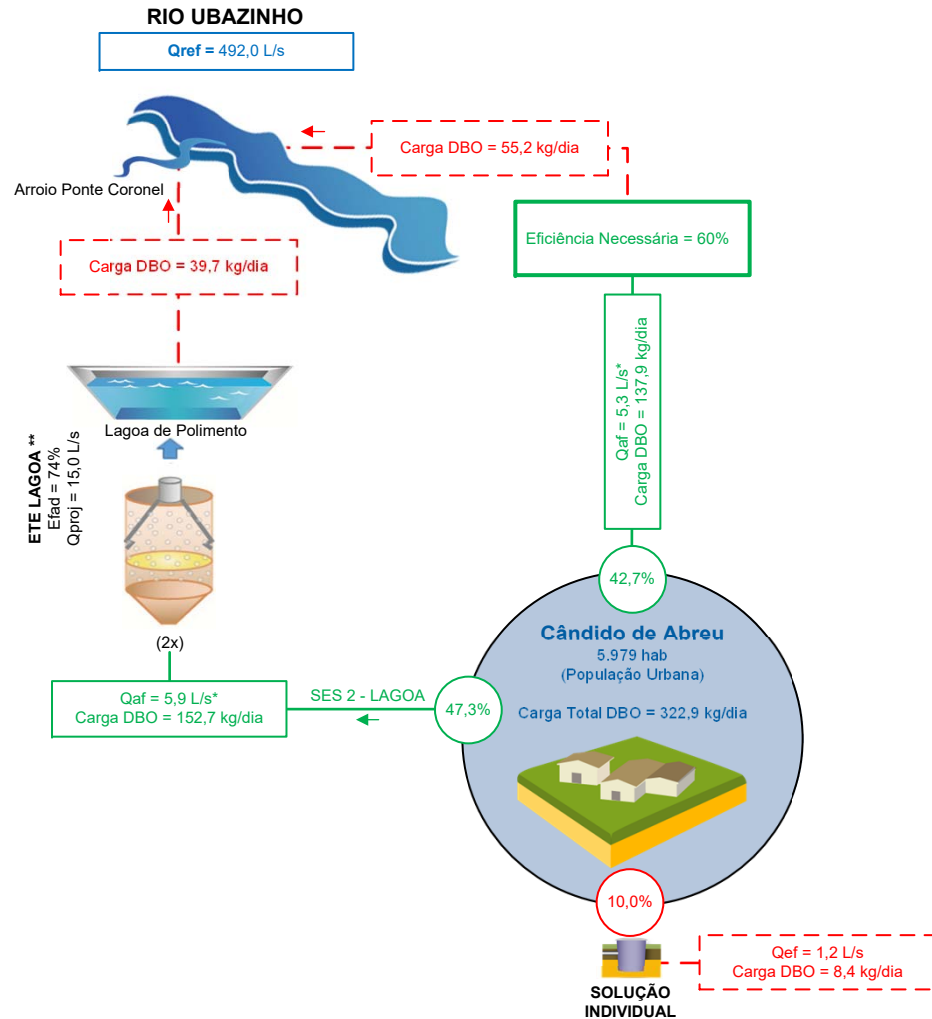 RIO UBAZINHO
Qref = 492,0 L/s
Carga DBO = 55,2 kg/dia
Arroio Ponte Coronel
Eficiência Necessária = 60%
Carga DBO = 39,7 kg/dia
Qaf = 5,3 L/s*
Carga DBO = 137,9 kg/dia
Lagoa de Polimento
ETE LAGOA **
Efad = 74%
Qproj = 15,0 L/s
(2x)
42,7%
Cândido de Abreu
5.979 hab
(População Urbana)
Carga Total DBO = 322,9 kg/dia
Qaf = 5,9 L/s*
Carga DBO = 152,7 kg/dia
SES 2 - LAGOA
47,3%
10,0%
Qef = 1,2 L/s
Carga DBO = 8,4 kg/dia
SOLUÇÃO
INDIVIDUAL